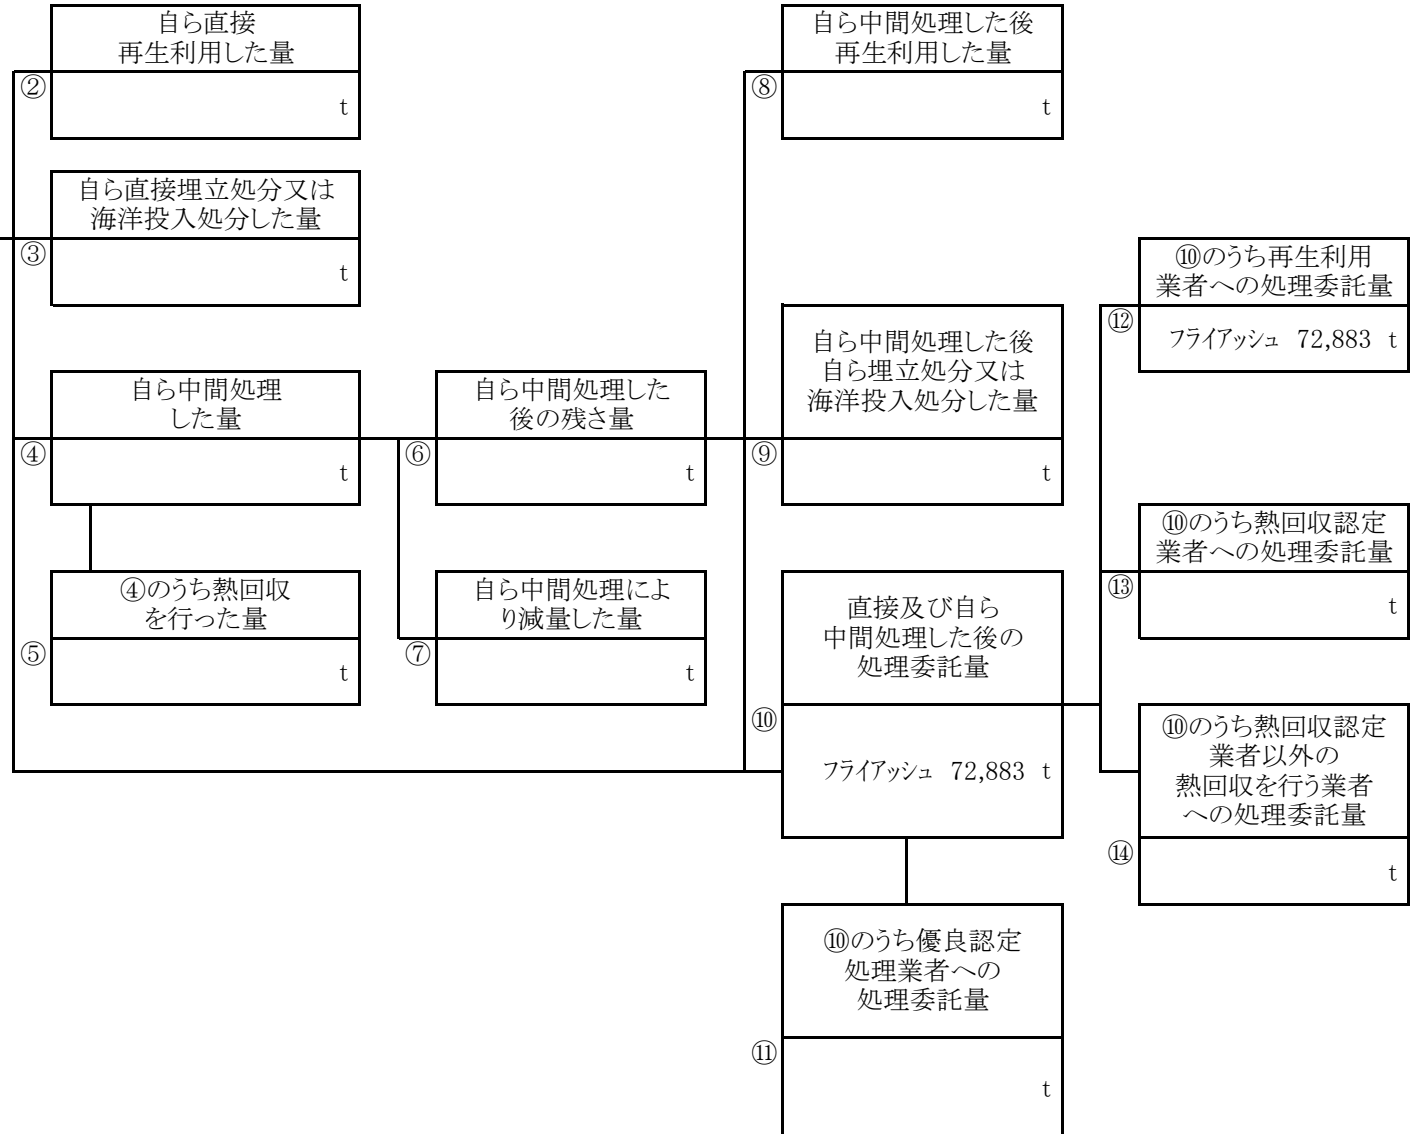 自ら直接
再生利用した量
②
t
自ら直接埋立処分又は
海洋投入処分した量
③
t
自ら中間処理
した量
④
t
④のうち熱回収
を行った量
⑤
t
自ら中間処理した
後の残さ量
⑥
t
自ら中間処理によ
り減量した量
⑦
t
自ら中間処理した後
再生利用した量
⑧
t
自ら中間処理した後
自ら埋立処分又は
海洋投入処分した量
⑨
t
直接及び自ら
中間処理した後の
処理委託量
⑩
フライアッシュ 72,883 t
⑩のうち優良認定
処理業者への
処理委託量
⑪
t
⑩のうち再生利用
業者への処理委託量
⑫
フライアッシュ 72,883 t
⑩のうち熱回収認定
業者への処理委託量
⑬
t
⑩のうち熱回収認定
業者以外の
熱回収を行う業者
への処理委託量
⑭
t